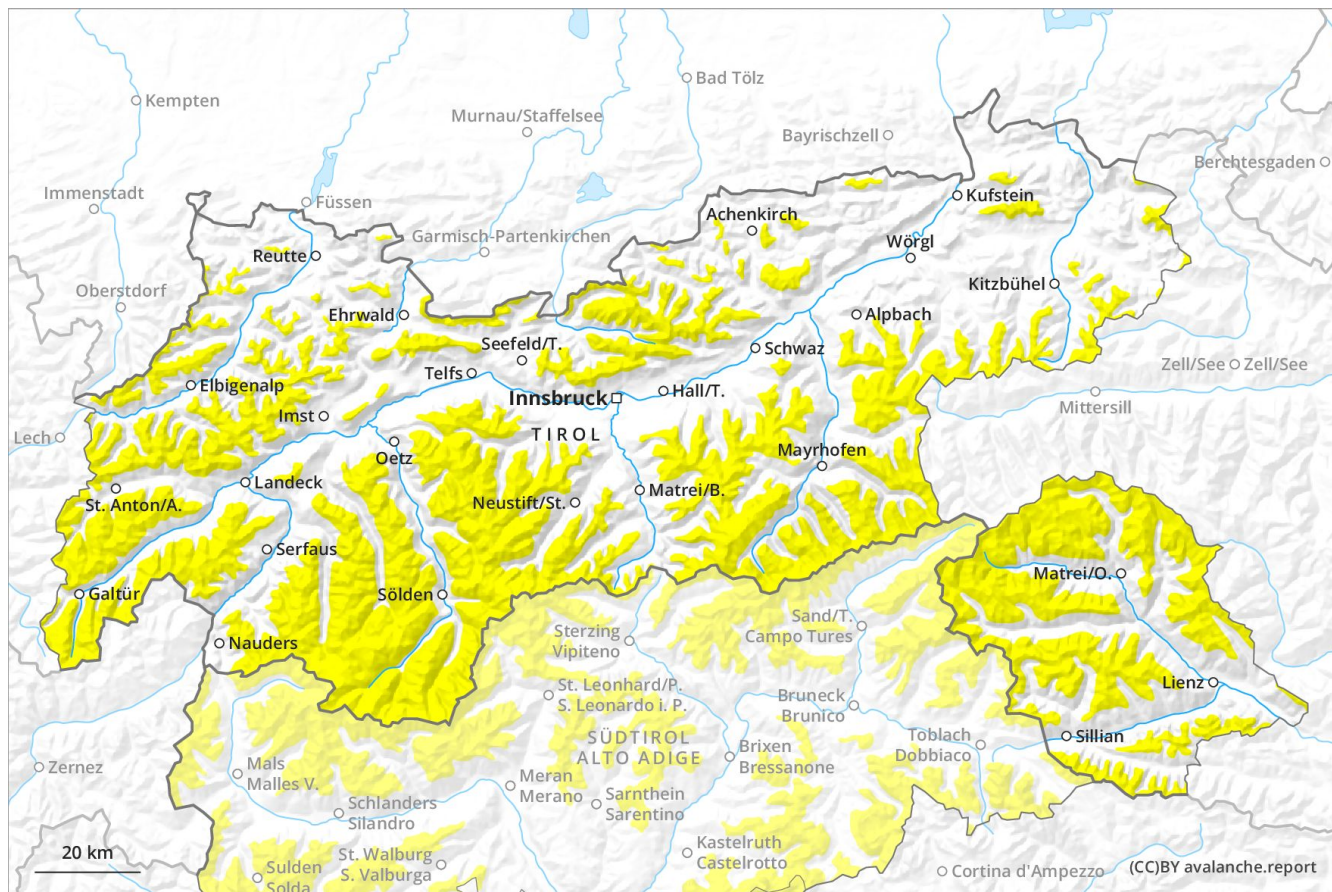 Kempten
Bad Tölz
Murnau/Staffelsee
Bayrischzell
Berchtesgaden
Immenstadt
Füssen
Kufstein
Achenkirch
Garmisch-Partenkirchen
Wörgl
Reutte
Oberstdorf
Kitzbühel
Ehrwald
Alpbach
Seefeld/T.
Schwaz
Zell/See
Zell/See
Telfs
Elbigenalp
Innsbruck
Hall/T.
Mittersill
Imst
Lech
TIROL
Mayrhofen
Oetz
Landeck
Matrei/B.
St. Anton/A.
Neustift/St.
Serfaus
Matrei/O.
Galtür
Sölden
Sand/T.
Campo Tures
Sterzing
Vipiteno
Nauders
Lienz
St. Leonhard/P.
S. Leonardo i. P.
Bruneck
Brunico
SÜDTIROL
ALTO ADIGE
Toblach
Dobbiaco
Sillian
Brixen
Bressanone
Zernez
Mals
Malles V.
Meran
Merano
Sarnthein
Sarentino
Schlanders
Silandro
Kastelruth
Castelrotto
20 km
St. Walburg
S. Valburga
Sulden
Solda
Cortina d'Ampezzo
(CC)BY avalanche.report